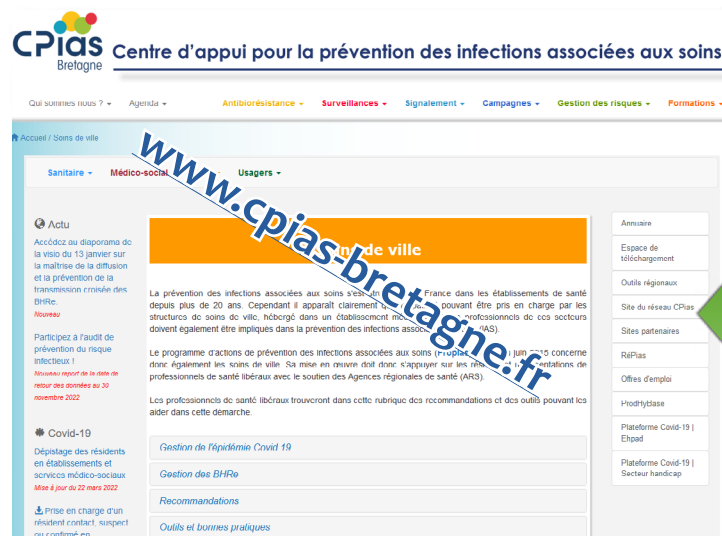 CPias
Bretagne
Centre d'appui pour la prévention des infections associées aux soins
Qui sommes nous ?
Agenda
Antibiorésistance
Surveillances
Signalement
Campagnes
Gestion des risques
Formations
Accueil / Soins de ville
Sanitaire
Médico-social
Usagers
www.cpias-bretagne.fr
Actu
Accédez au diaporama de
la visio du 13 janvier sur
la maîtrise de la diffusion
et la prévention de la
transmission croisée des
BHRe.
Nouveau
Participez à l'audit de
prévention du risque
infectieux !
Nouveau report de la date de
retour des données au 30
novembre 2022
Covid-19
Dépistage des résidents
en établissements et
services médico-sociaux
Mise à jour du 22 mars 2022
Prise en charge d'un
résident contact, suspect
ou confirmé en
de ville
La prévention des infections associées aux soins s'est France dans les établissements de santé
depuis plus de 20 ans. Cependant il apparaît clairement pouvant être pris en charge par les
structures de soins de ville, hébergé dans un établissement professionnels de ces secteurs
doivent également être impliqués dans la prévention des infections (IAS).
Le programme d'actions de prévention des infections associées aux soins juin 2015 concerne
donc également les soins de ville. Sa mise en œuvre doit donc s'appuyer sur les
professionnels de santé libéraux avec le soutien des Agences régionales de santé (ARS).
Les professionnels de santé libéraux trouveront dans cette rubrique des recommandations et des outils pouvant les
aider dans cette démarche.
Gestion de l'épidémie Covid 19
Gestion des BHRe
Recommandations
Outils et bonnes pratiques
Annuaire
Espace de
téléchargement
Outils régionaux
Site du réseau CPias
Sites partenaires
RéPias
Offres d'emploi
ProdHyBase
Plateforme Covid-19 |
Ehpad
Plateforme Covid-19 |
Secteur handicap